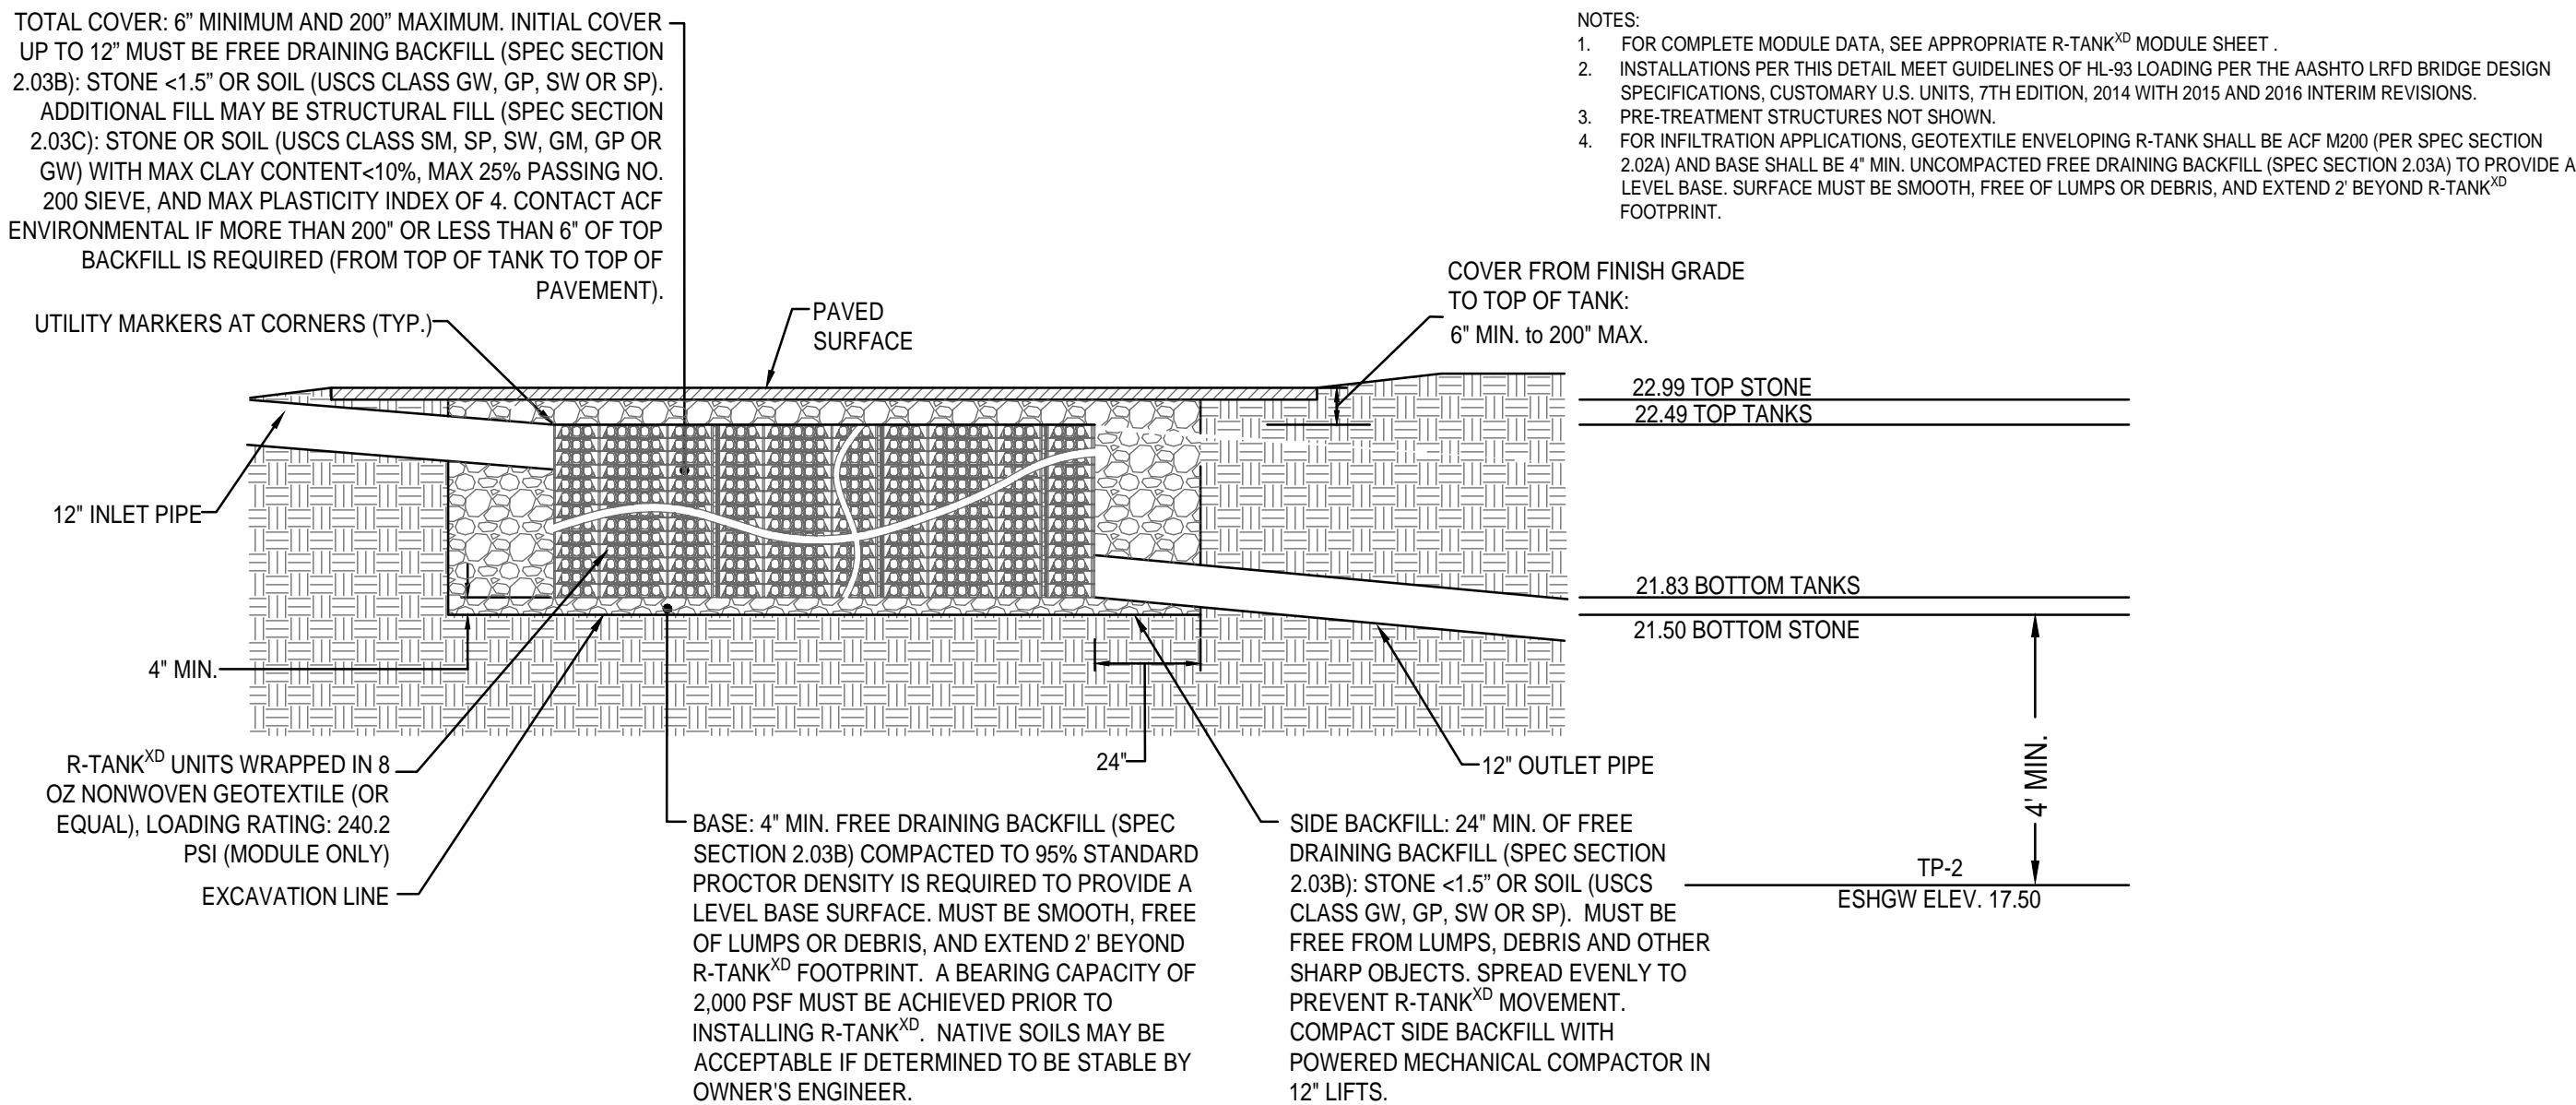 TOTAL COVER: 6” MINIMUM AND 200” MAXIMUM. INITIAL COVER
UP TO 12” MUST BE FREE DRAINING BACKFILL (SPEC SECTION
2.03B): STONE <1.5” OR SOIL (USCS CLASS GW, GP, SW OR SP).
ADDITIONAL FILL MAY BE STRUCTURAL FILL (SPEC SECTION
2.03C): STONE OR SOIL (USCS CLASS SM, SP, SW, GM, GP OR
GW) WITH MAX CLAY CONTENT<10%, MAX 25% PASSING NO.
200 SIEVE, AND MAX PLASTICITY INDEX OF 4. CONTACT ACF
ENVIRONMENTAL IF MORE THAN 200" OR LESS THAN 6" OF TOP
BACKFILL IS REQUIRED (FROM TOP OF TANK TO TOP OF
PAVEMENT).
NOTES:
1. FOR COMPLETE MODULE DATA, SEE APPROPRIATE R-TANKXD MODULE SHEET .
2. INSTALLATIONS PER THIS DETAIL MEET GUIDELINES OF HL-93 LOADING PER THE AASHTO LRFD BRIDGE DESIGN
SPECIFICATIONS, CUSTOMARY U.S. UNITS, 7TH EDITION, 2014 WITH 2015 AND 2016 INTERIM REVISIONS.
3. PRE-TREATMENT STRUCTURES NOT SHOWN.
4. FOR INFILTRATION APPLICATIONS, GEOTEXTILE ENVELOPING R-TANK SHALL BE ACF M200 (PER SPEC SECTION
2.02A) AND BASE SHALL BE 4" MIN. UNCOMPACTED FREE DRAINING BACKFILL (SPEC SECTION 2.03A) TO PROVIDE A
LEVEL BASE. SURFACE MUST BE SMOOTH, FREE OF LUMPS OR DEBRIS, AND EXTEND 2' BEYOND R-TANKXD
FOOTPRINT.
UTILITY MARKERS AT CORNERS (TYP.)
PAVED
SURFACE
COVER FROM FINISH GRADE
TO TOP OF TANK:
6" MIN. to 200" MAX.
22.99 TOP STONE
22.49 TOP TANKS
12" INLET PIPE
21.83 BOTTOM TANKS
21.50 BOTTOM STONE
4" MIN.
24"
12" OUTLET PIPE
4' MIN.
R-TANKXD UNITS WRAPPED IN 8
OZ NONWOVEN GEOTEXTILE (OR
EQUAL), LOADING RATING: 240.2
PSI (MODULE ONLY)
EXCAVATION LINE
BASE: 4" MIN. FREE DRAINING BACKFILL (SPEC
SECTION 2.03B) COMPACTED TO 95% STANDARD
PROCTOR DENSITY IS REQUIRED TO PROVIDE A
LEVEL BASE SURFACE. MUST BE SMOOTH, FREE
OF LUMPS OR DEBRIS, AND EXTEND 2' BEYOND
R-TANKXD FOOTPRINT. A BEARING CAPACITY OF
2,000 PSF MUST BE ACHIEVED PRIOR TO
INSTALLING R-TANKXD. NATIVE SOILS MAY BE
ACCEPTABLE IF DETERMINED TO BE STABLE BY
OWNER'S ENGINEER.
SIDE BACKFILL: 24" MIN. OF FREE
DRAINING BACKFILL (SPEC SECTION
2.03B): STONE <1.5” OR SOIL (USCS
CLASS GW, GP, SW OR SP). MUST BE
FREE FROM LUMPS, DEBRIS AND OTHER
SHARP OBJECTS. SPREAD EVENLY TO
PREVENT R-TANKXD MOVEMENT.
COMPACT SIDE BACKFILL WITH
POWERED MECHANICAL COMPACTOR IN
12" LIFTS.
TP-2
ESHGW ELEV. 17.50